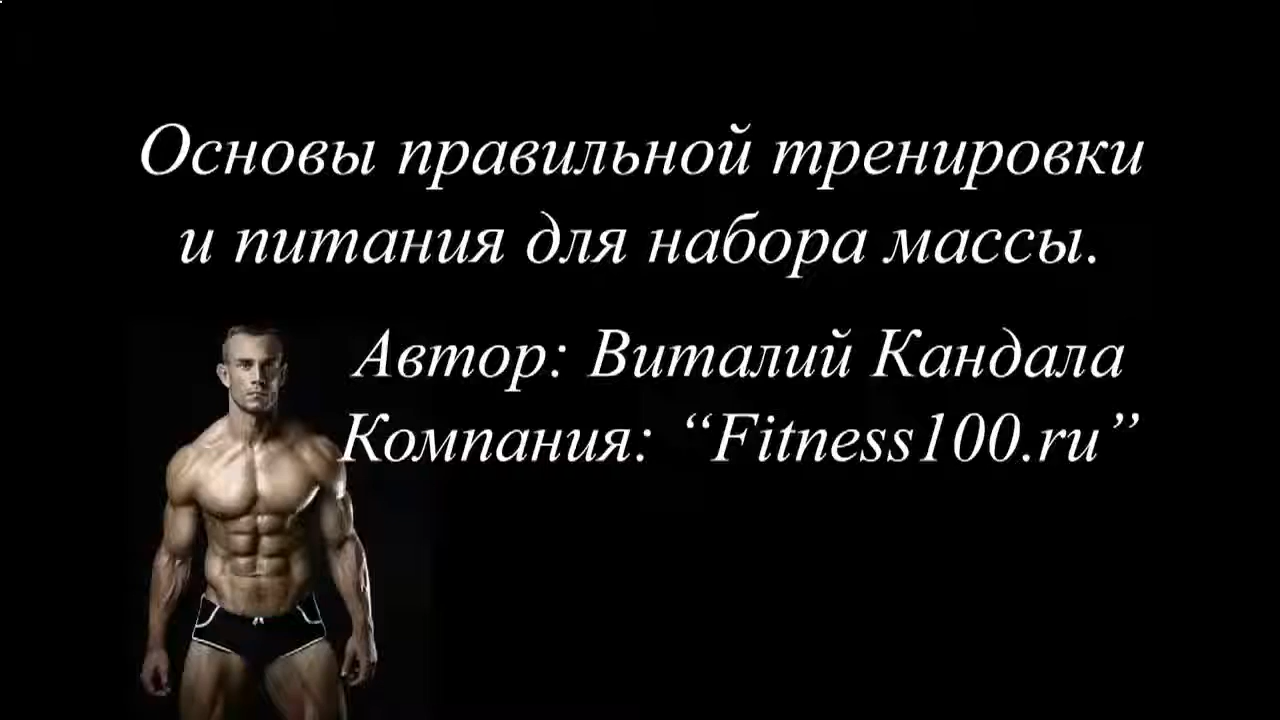 Основы правильной тренировки
и питания для набора массы.
Автор: Виталий Кандала
Компания: “Fitness100.ru”